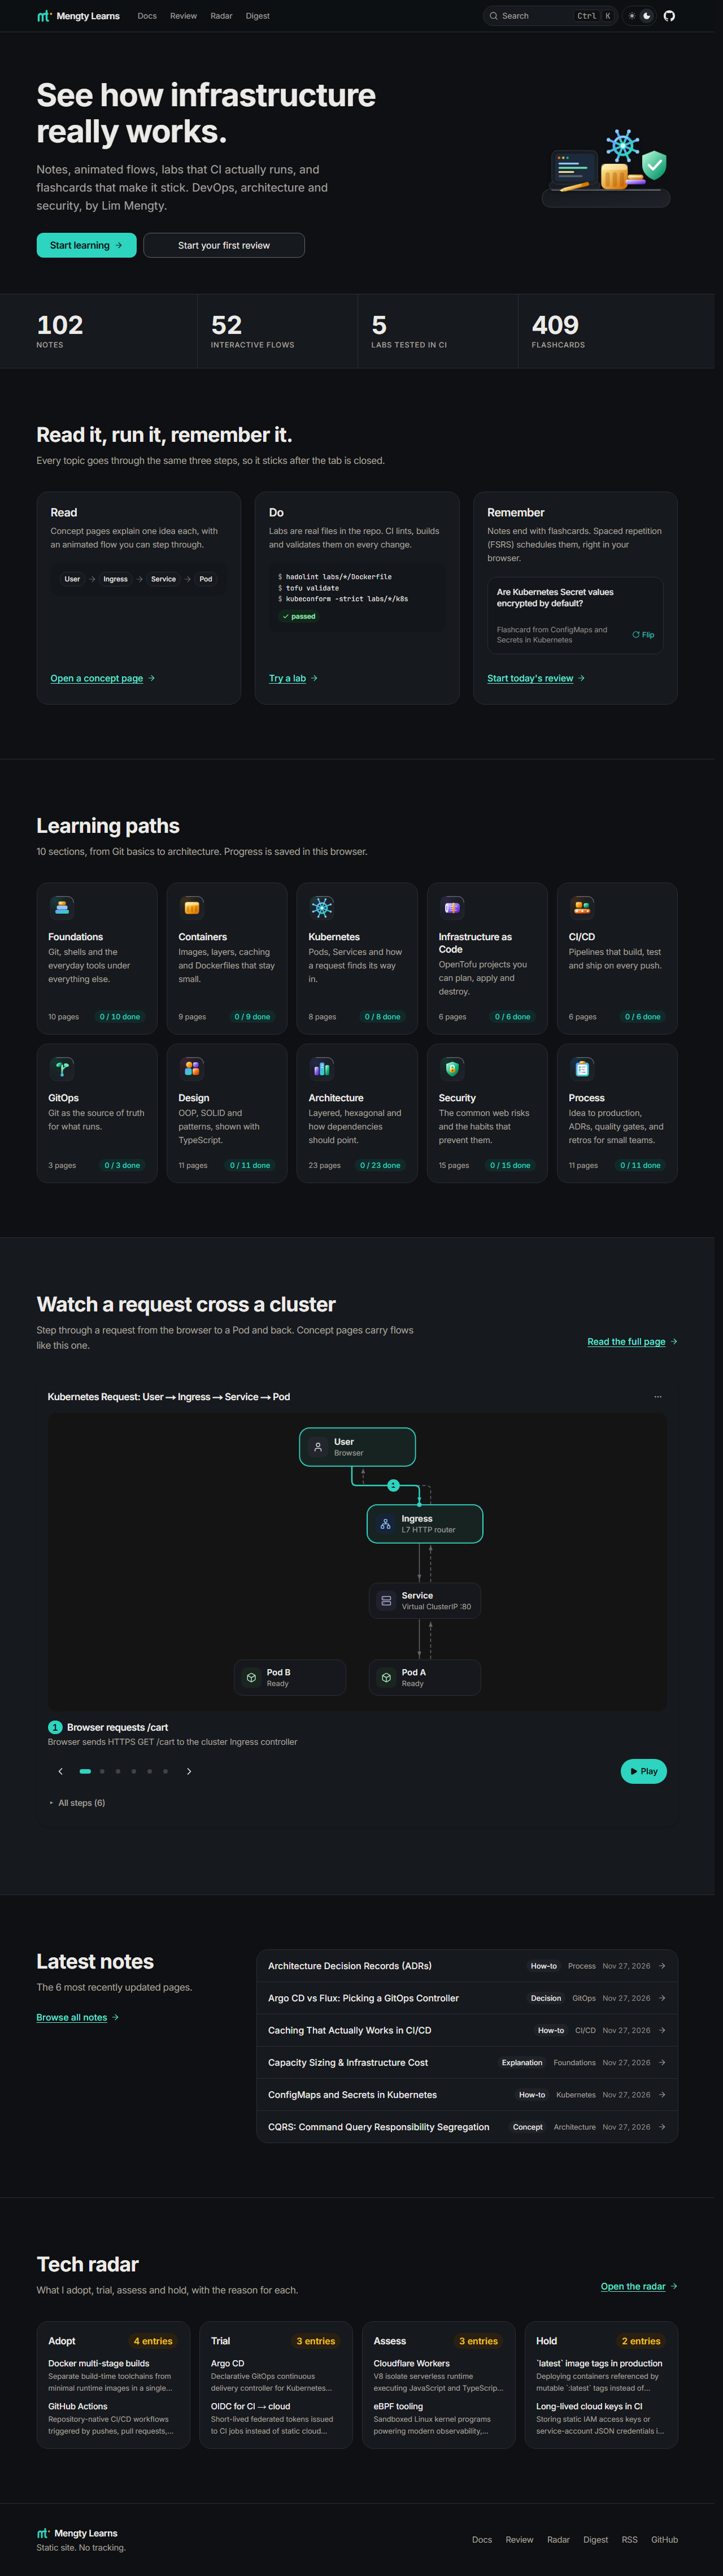 Mengty Learns
Docs
Review
Radar
Digest
Search
Ctrl K
See how infrastructure
really works.
Notes, animated flows, labs that CI actually runs, and
flashcards that make it stick. DevOps, architecture and
security, by Lim Mengty.
Start learning →
Start your first review
102
NOTES
52
INTERACTIVE FLOWS
5
LABS TESTED IN CI
409
FLASHCARDS
Read it, run it, remember it.
Every topic goes through the same three steps, so it sticks after the tab is closed.
Read
Concept pages explain one idea each, with
an animated flow you can step through.
User → Ingress → Service → Pod
Open a concept page →
Do
Labs are real files in the repo. CI lints, builds
and validates them on every change.
$ hadolint labs/*/Dockerfile
$ tofu validate
$ kubeconform -strict labs/*/k8s
✓ passed
Try a lab →
Remember
Notes end with flashcards. Spaced repetition
(FSRS) schedules them, right in your
browser.
Are Kubernetes Secret values
encrypted by default?
Flashcard from ConfigMaps and
Secrets in Kubernetes
Flip
Start today's review →
Learning paths
10 sections, from Git basics to architecture. Progress is saved in this browser.
Foundations
Git, shells and the
everyday tools under
everything else.
10 pages
0 / 10 done
Containers
Images, layers, caching
and Dockerfiles that stay
small.
9 pages
0 / 9 done
Kubernetes
Pods, Services and how
a request finds its way
in.
8 pages
0 / 8 done
Infrastructure as
Code
OpenTofu projects you
can plan, apply and
destroy.
6 pages
0 / 6 done
CI/CD
Pipelines that build, test
and ship on every push.
6 pages
0 / 6 done
GitOps
Git as the source of truth
for what runs.
3 pages
0 / 3 done
Design
OOP, SOLID and
patterns, shown with
TypeScript.
11 pages
0 / 11 done
Architecture
Layered, hexagonal and
how dependencies
should point.
23 pages
0 / 23 done
Security
The common web risks
and the habits that
prevent them.
15 pages
0 / 15 done
Process
Idea to production,
ADRs, quality gates, and
retros for small teams.
11 pages
0 / 11 done
Watch a request cross a cluster
Step through a request from the browser to a Pod and back. Concept pages carry flows
like this one.
Read the full page →
Kubernetes Request: User → Ingress → Service → Pod
User
Browser
1
Ingress
L7 HTTP router
Service
Virtual ClusterIP :80
Pod B
Ready
Pod A
Ready
1 Browser requests /cart
Browser sends HTTPS GET /cart to the cluster Ingress controller
Play
All steps (6)
Latest notes
The 6 most recently updated pages.
Browse all notes →
Architecture Decision Records (ADRs) How-to Process Nov 27, 2026 →
Argo CD vs Flux: Picking a GitOps Controller Decision GitOps Nov 27, 2026 →
Caching That Actually Works in CI/CD How-to CI/CD Nov 27, 2026 →
Capacity Sizing & Infrastructure Cost Explanation Foundations Nov 27, 2026 →
ConfigMaps and Secrets in Kubernetes How-to Kubernetes Nov 27, 2026 →
CQRS: Command Query Responsibility Segregation Concept Architecture Nov 27, 2026 →
Tech radar
What I adopt, trial, assess and hold, with the reason for each.
Open the radar →
Adopt
4 entries
Docker multi-stage builds
Separate build-time toolchains from
minimal runtime images in a single...
GitHub Actions
Repository-native CI/CD workflows
triggered by pushes, pull requests,...
Trial
3 entries
Argo CD
Declarative GitOps continuous
delivery controller for Kubernetes...
OIDC for CI → cloud
Short-lived federated tokens issued
to CI jobs instead of static cloud...
Assess
3 entries
Cloudflare Workers
V8 isolate serverless runtime
executing JavaScript and TypeScrip...
eBPF tooling
Sandboxed Linux kernel programs
powering modern observability,...
Hold
2 entries
`latest` image tags in production
Deploying containers referenced by
mutable `:latest` tags instead of...
Long-lived cloud keys in CI
Storing static IAM access keys or
service-account JSON credentials i...
Mengty Learns
Static site. No tracking.
Docs
Review
Radar
Digest
RSS
GitHub